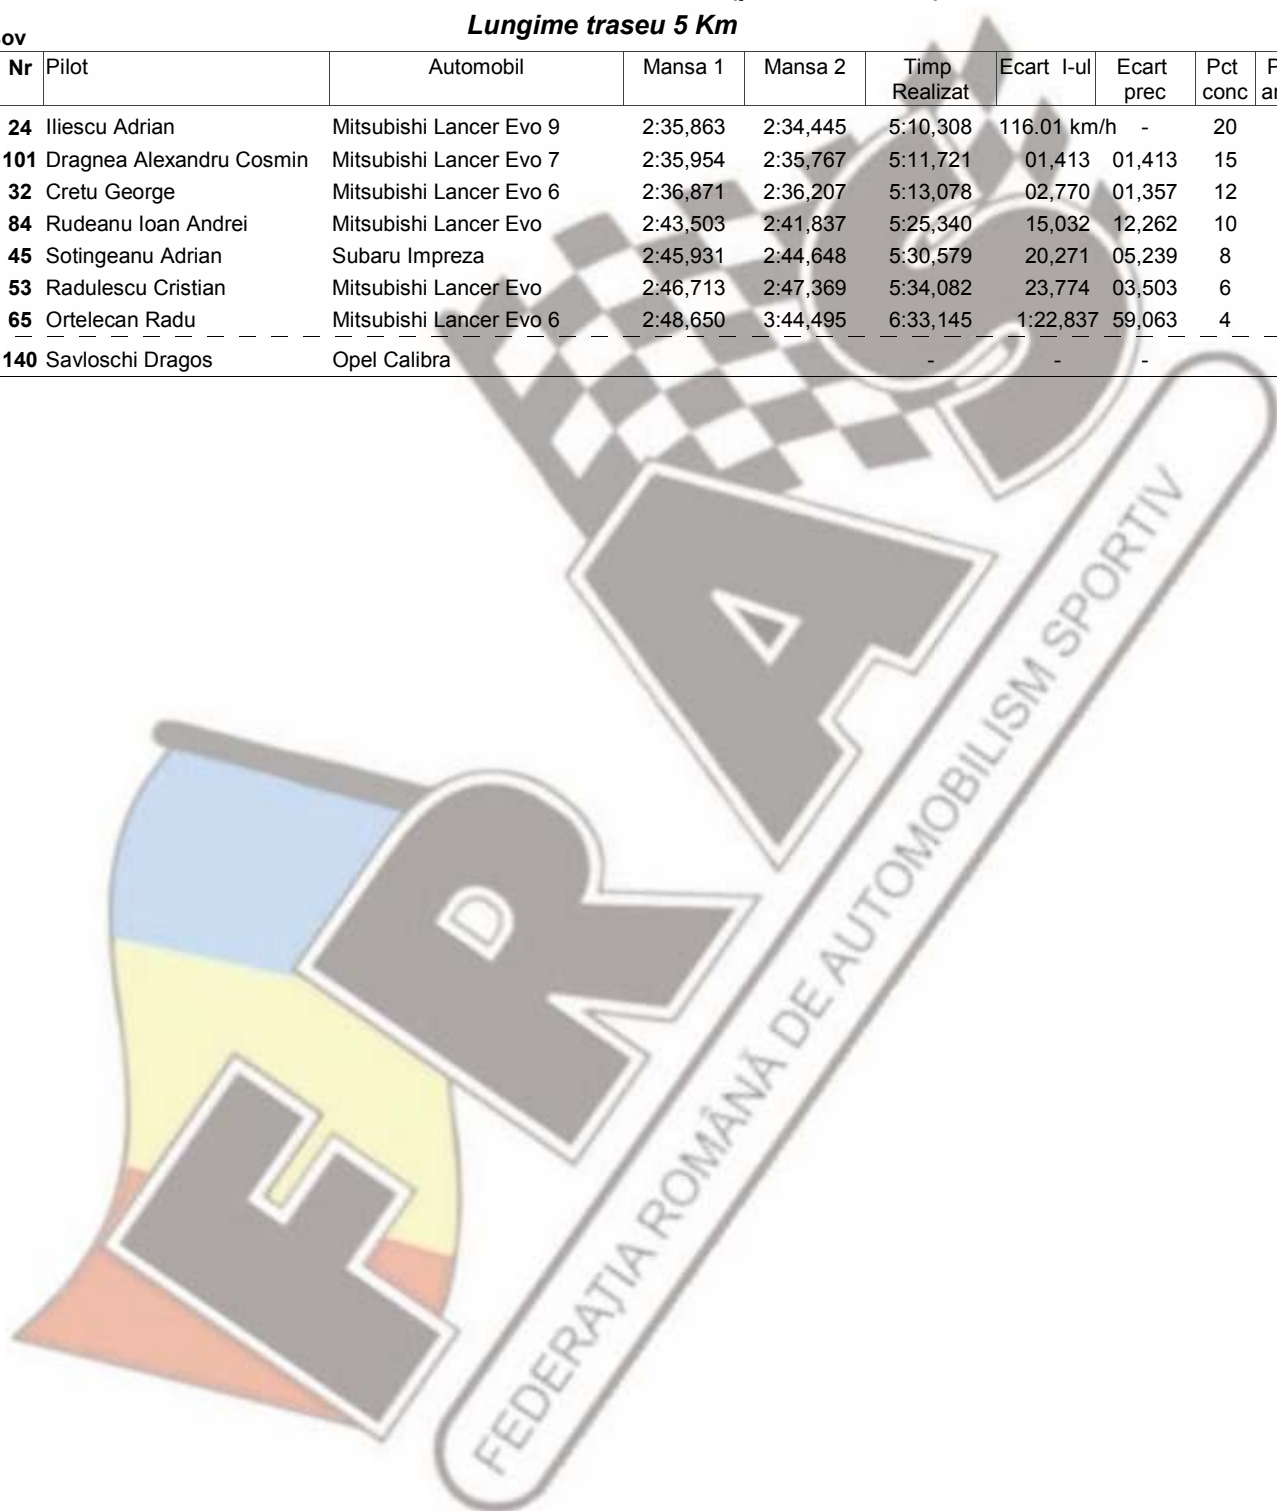 Lungime traseu 5 Km
ov
Nr Pilot Automobil Mansa 1 Mansa 2 Timp Realizat Ecart I-ul Ecart prec Pct conc
24 Iliescu Adrian Mitsubishi Lancer Evo 9 2:35,863 2:34,445 5:10,308 116.01 km/h - 20
101 Dragnea Alexandru Cosmin Mitsubishi Lancer Evo 7 2:35,954 2:35,767 5:11,721 01,413 01,413 15
32 Cretu George Mitsubishi Lancer Evo 6 2:36,871 2:36,207 5:13,078 02,770 01,357 12
84 Rudeanu Ioan Andrei Mitsubishi Lancer Evo 2:43,503 2:41,837 5:25,340 15,032 12,262 10
45 Sotingeanu Adrian Subaru Impreza 2:45,931 2:44,648 5:30,579 20,271 05,239 8
53 Radulescu Cristian Mitsubishi Lancer Evo 2:46,713 2:47,369 5:34,082 23,774 03,503 6
65 Ortelecan Radu Mitsubishi Lancer Evo 6 2:48,650 3:44,495 6:33,145 1:22,837 59,063 4
140 Savloschi Dragos Opel Calibra - - -
FRAS
FEDERAŢIA ROMÂNĂ DE AUTOMOBILISM SPORTIV